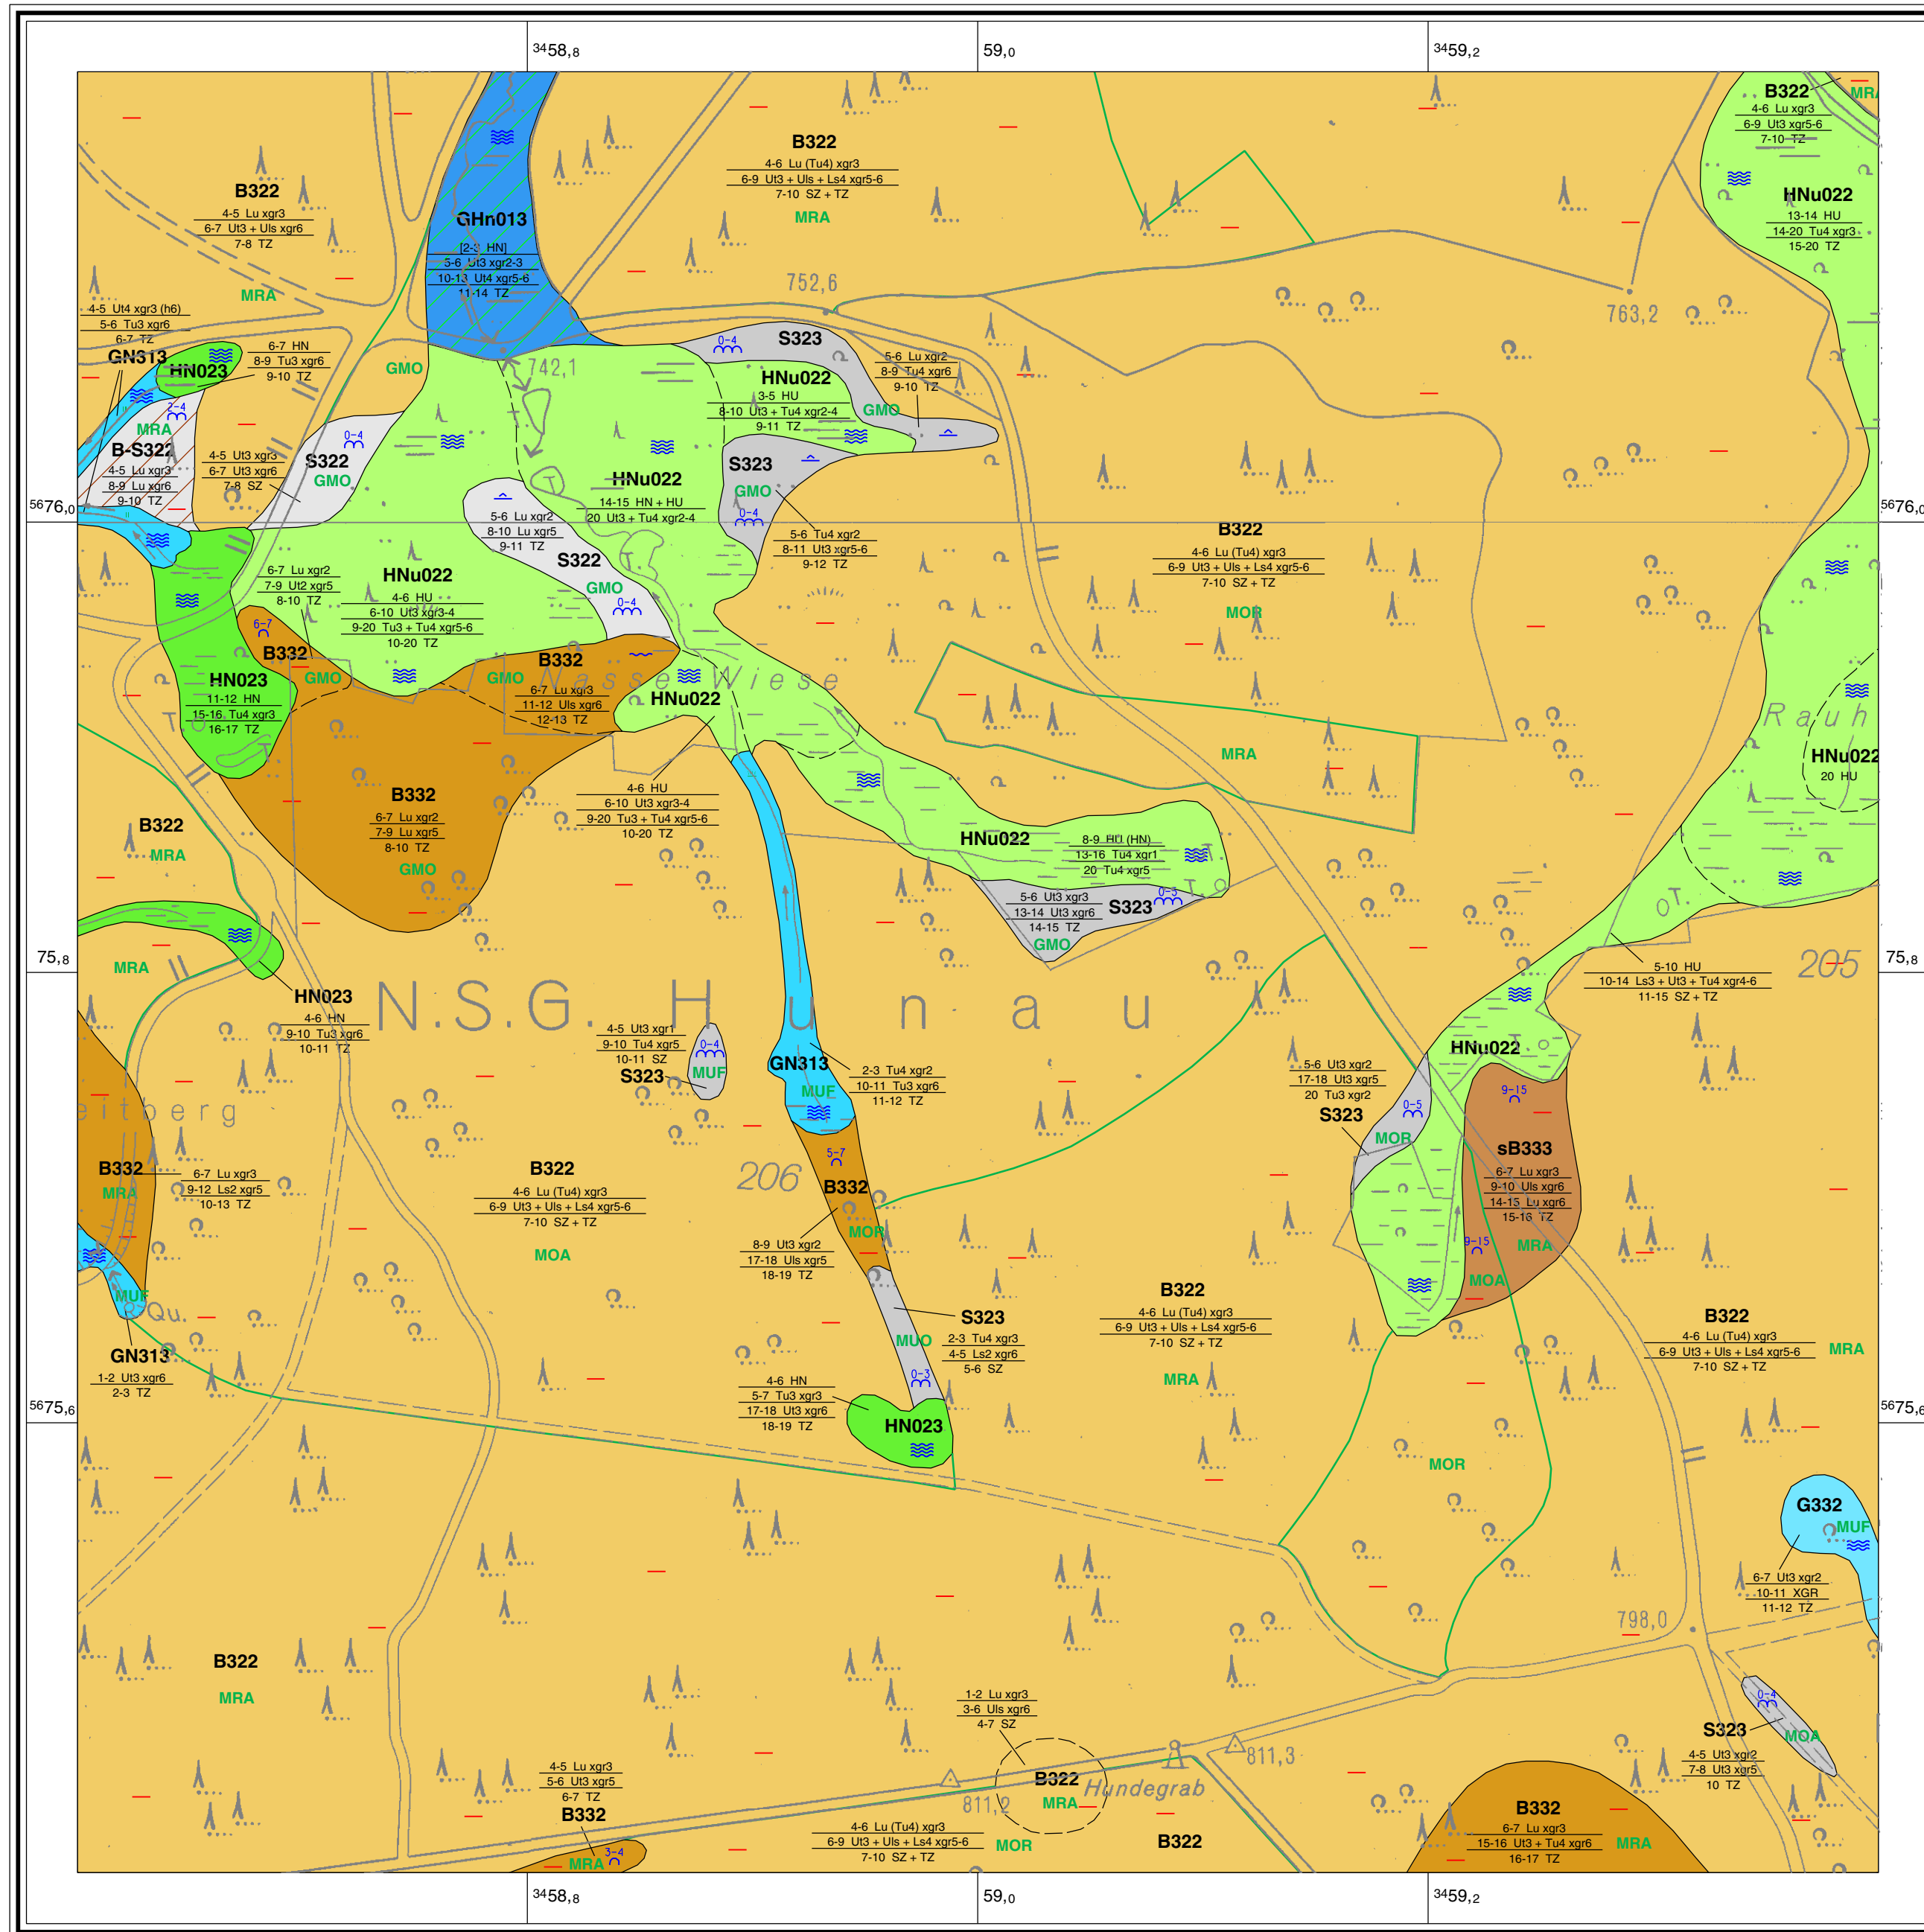 3458,8
59,0
3459,2
B322
4-6 Lu xgr3
6-9 Ut3 xgr5-6
7-10 TZ
HNu022
13-14 HU
14-20 Tu4 xgr3
15-20 TZ
B322
4-6 Lu (Tu4) xgr3
6-9 Ut3 + Uls + Ls4 xgr5-6
7-10 SZ + TZ
MRA
B322
4-5 Lu xgr3
6-7 Ut3 + Uls xgr6
7-8 TZ
MRA
GHn013
[2-3 HN]
5-6 Ut3 xgr2-3
10-13 Ut4 xgr5-6
11-14 TZ
752,6
763,2
742,1
4-5 Ut4 xgr3 (h6)
5-6 Tu3 xgr6
6-7 TZ
GN313
HN023
6-7 HN
8-9 Tu3 xgr6
9-10 TZ
GMO
0-4
S323
HNu022
3-5 HU
8-10 Ut3 + Tu4 xgr2-4
9-11 TZ
GMO
5-6 Lu xgr2
8-9 Tu4 xgr6
9-10 TZ
2-4
MRA
B-S322
4-5 Lu xgr3
8-9 Lu xgr6
9-10 TZ
4-5 Ut3 xgr3
6-7 Ut3 xgr6
7-8 SZ
0-4
S322
GMO
HNu022
14-15 HN + HU
20 Ut3 + Tu4 xgr2-4
S323
GMO
0-4
5-6 Tu4 xgr2
8-11 Ut3 xgr5-6
9-12 TZ
5676,0
5676,0
5-6 Lu xgr2
8-10 Lu xgr5
9-11 TZ
S322
GMO
0-4
B322
4-6 Lu (Tu4) xgr3
6-9 Ut3 + Uls + Ls4 xgr5-6
7-10 SZ + TZ
MOR
6-7 Lu xgr2
7-9 Ut2 xgr5
8-10 TZ
HNu022
4-6 HU
6-10 Ut3 xgr3-4
9-20 Tu3 + Tu4 xgr5-6
10-20 TZ
6-7
B332
GMO
HN023
11-12 HN
15-16 Tu4 xgr3
16-17 TZ
GMO
B332
6-7 Lu xgr3
11-12 Uls xgr6
12-13 TZ
Nasse Wiese
HNu022
MRA
Rauh
HNu022
20 HU
B332
6-7 Lu xgr2
7-9 Lu xgr5
8-10 TZ
GMO
4-6 HU
6-10 Ut3 xgr3-4
9-20 Tu3 + Tu4 xgr5-6
10-20 TZ
B322
MRA
HNu022
8-9 HU (HN)
13-16 Tu4 xgr1
20 Tu4 xgr5
5-6 Ut3 xgr3
13-14 Ut3 xgr6
14-15 TZ
S323
GMO
75,8
75,8
205
MRA
HN023
4-6 HN
9-10 Tu3 xgr6
10-11 TZ
N.S.G. Hunau
5-10 HU
10-14 Ls3 + Ut3 + Tu4 xgr4-6
11-15 SZ + TZ
4-5 Ut3 xgr1
9-10 Tu4 xgr5
10-11 SZ
S323
0-4
MUF
GN313
MUF
2-3 Tu4 xgr2
10-11 Tu3 xgr6
11-12 TZ
HNu022
5-6 Ut3 xgr2
17-18 Ut3 xgr5
20 Tu3 xgr2
S323
0-5
MOR
9-15
sB333
6-7 Lu xgr3
9-10 Uls xgr6
14-15 Lu xgr6
15-16 TZ
MRA
9-15
MOA
eitberg
B332
MRA
6-7 Lu xgr3
9-12 Ls2 xgr5
10-13 TZ
B322
4-6 Lu (Tu4) xgr3
6-9 Ut3 + Uls + Ls4 xgr5-6
7-10 SZ + TZ
MOA
206
5-7
B332
MOR
8-9 Ut3 xgr2
17-18 Uls xgr5
18-19 TZ
MUF
Qu.
GN313
1-2 Ut3 xgr6
2-3 TZ
S323
MUO
2-3 Tu4 xgr3
4-5 Ls2 xgr6
5-6 SZ
0-3
B322
4-6 Lu (Tu4) xgr3
6-9 Ut3 + Uls + Ls4 xgr5-6
7-10 SZ + TZ
MRA
B322
4-6 Lu (Tu4) xgr3
6-9 Ut3 + Uls + Ls4 xgr5-6
7-10 SZ + TZ
MRA
5675,6
5675,6
4-6 HN
5-7 Tu3 xgr3
17-18 Ut3 xgr6
18-19 TZ
HN023
MOR
G332
MUF
6-7 Ut3 xgr2
10-11 XGR
11-12 TZ
798,0
B322
MRA
1-2 Lu xgr3
3-6 Uls xgr6
4-7 SZ
0-4
S323
MOA
4-5 Ut3 xgr2
7-8 Ut3 xgr5
10 TZ
811,3
B322
MRA
Hundegrab
811,2
4-5 Lu xgr3
5-6 Ut3 xgr5
6-7 TZ
B332
3-4
MRA
4-6 Lu (Tu4) xgr3
6-9 Ut3 + Uls + Ls4 xgr5-6
7-10 SZ + TZ
MOR
B322
B332
6-7 Lu xgr3
15-16 Ut3 + Tu4 xgr6
16-17 TZ
MRA
3458,8
59,0
3459,2